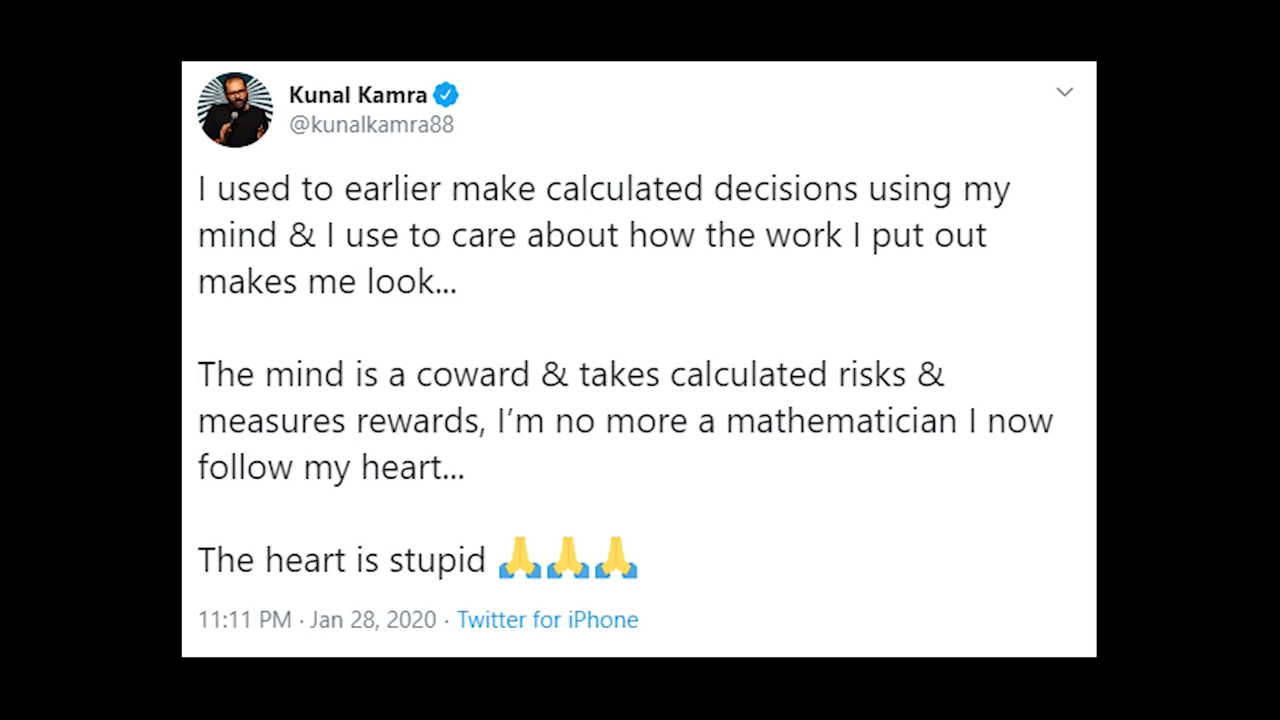 Kunal Kamra
@kunalkamra88
I used to earlier make calculated decisions using my
mind & I use to care about how the work I put out
makes me look...
The mind is a coward & takes calculated risks &
measures rewards, I’m no more a mathematician I now
follow my heart...
The heart is stupid 🙏🙏🙏
11:11 PM · Jan 28, 2020 · Twitter for iPhone